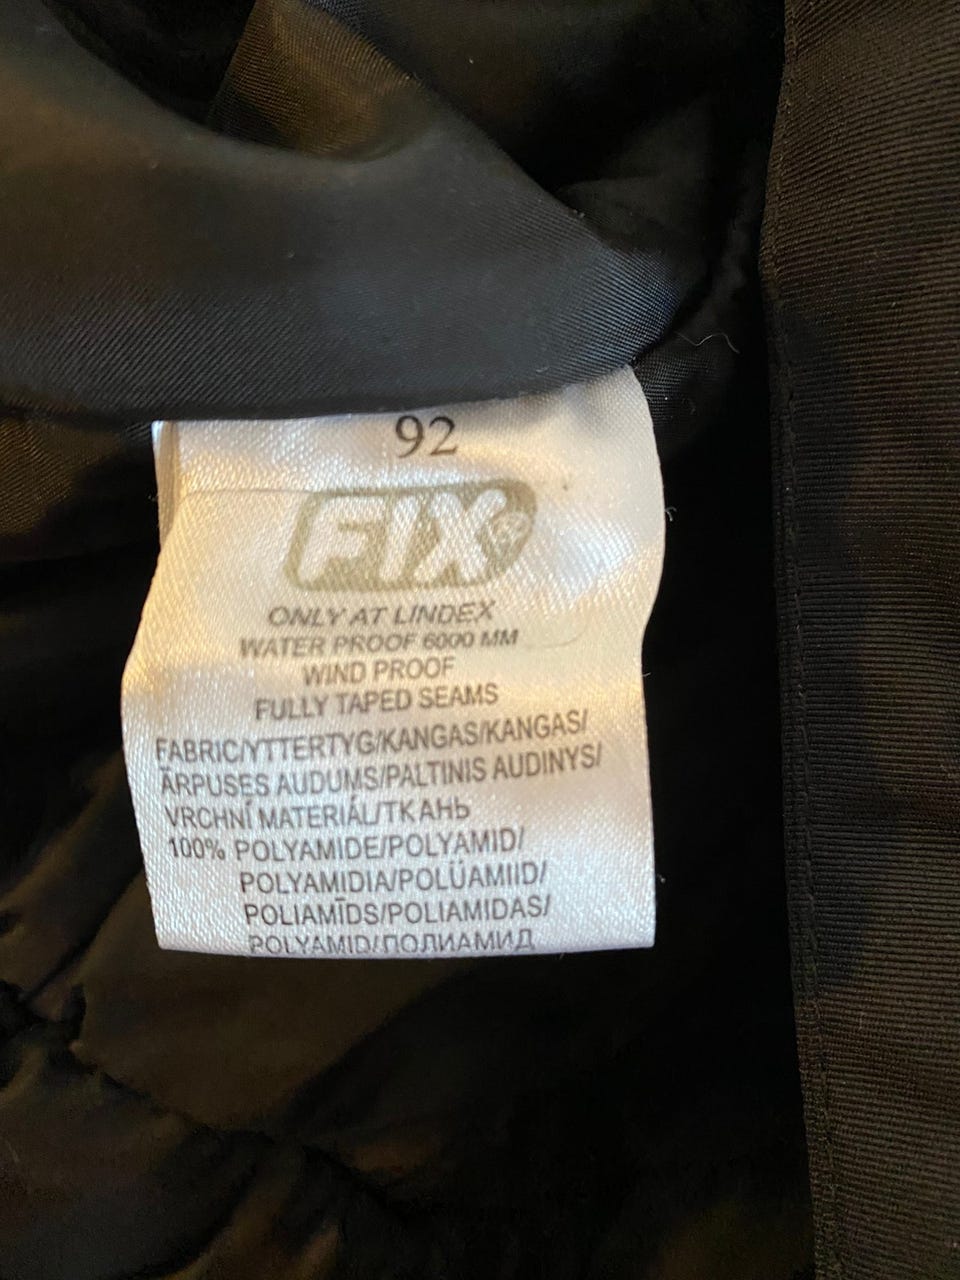 92
FIX
ONLY AT LINDEX
WATER PROOF 6000 MM
WIND PROOF
FULLY TAPED SEAMS
FABRIC/YTTERTYG/KANGAS/KANGAS/
ĀRPUSES AUDUMS/PALTINIS AUDINYS/
VRCHNÍ MATERIÁL/TKAHЬ
100% POLYAMIDE/POLYAMID/
POLYAMIDIA/POLÜAMIID/
POLIAMĪDS/POLIAMIDAS/
POLYAMID/ПОЛИАМИД